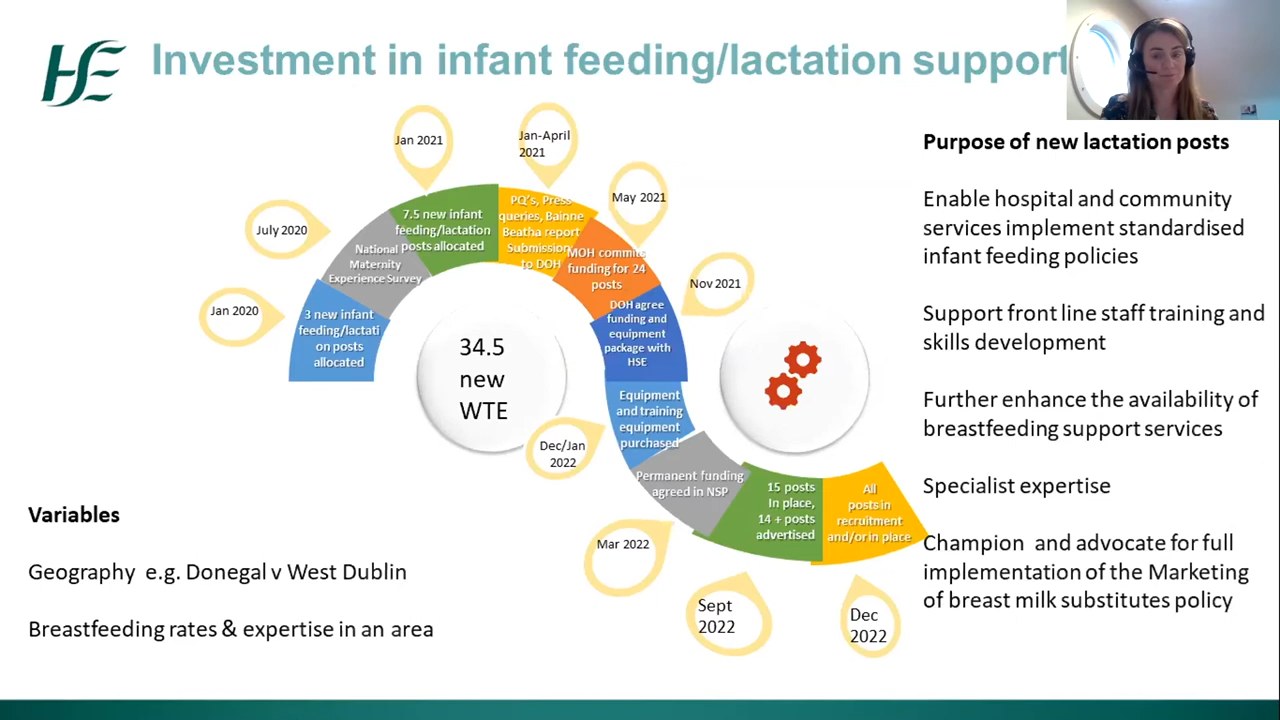 Investment in infant feeding/lactation support
HSE
Jan 2020
3 new infant
feeding/lactati
on posts
allocated
July 2020
National
Maternity
Experience Survey
Jan 2021
7.5 new infant
feeding/lactation
posts allocated
Jan-April
2021
PQ's, Press
queries, Bainne
Beatha report
Submission
to DOH
May 2021
MOH commits
funding for 24
posts
Nov 2021
DOH agree
funding and
equipment
package with
HSE
34.5
new
WTE
Dec/Jan
2022
Equipment
and training
equipment
purchased
Mar 2022
Permanent funding
agreed in NSP
Sept
2022
15 posts
In place,
14 + posts
advertised
Dec
2022
All
posts in
recruitment
and/or in place
Variables
Geography e.g. Donegal v West Dublin
Breastfeeding rates & expertise in an area
Purpose of new lactation posts
Enable hospital and community
services implement standardised
infant feeding policies
Support front line staff training and
skills development
Further enhance the availability of
breastfeeding support services
Specialist expertise
Champion and advocate for full
implementation of the Marketing
of breast milk substitutes policy